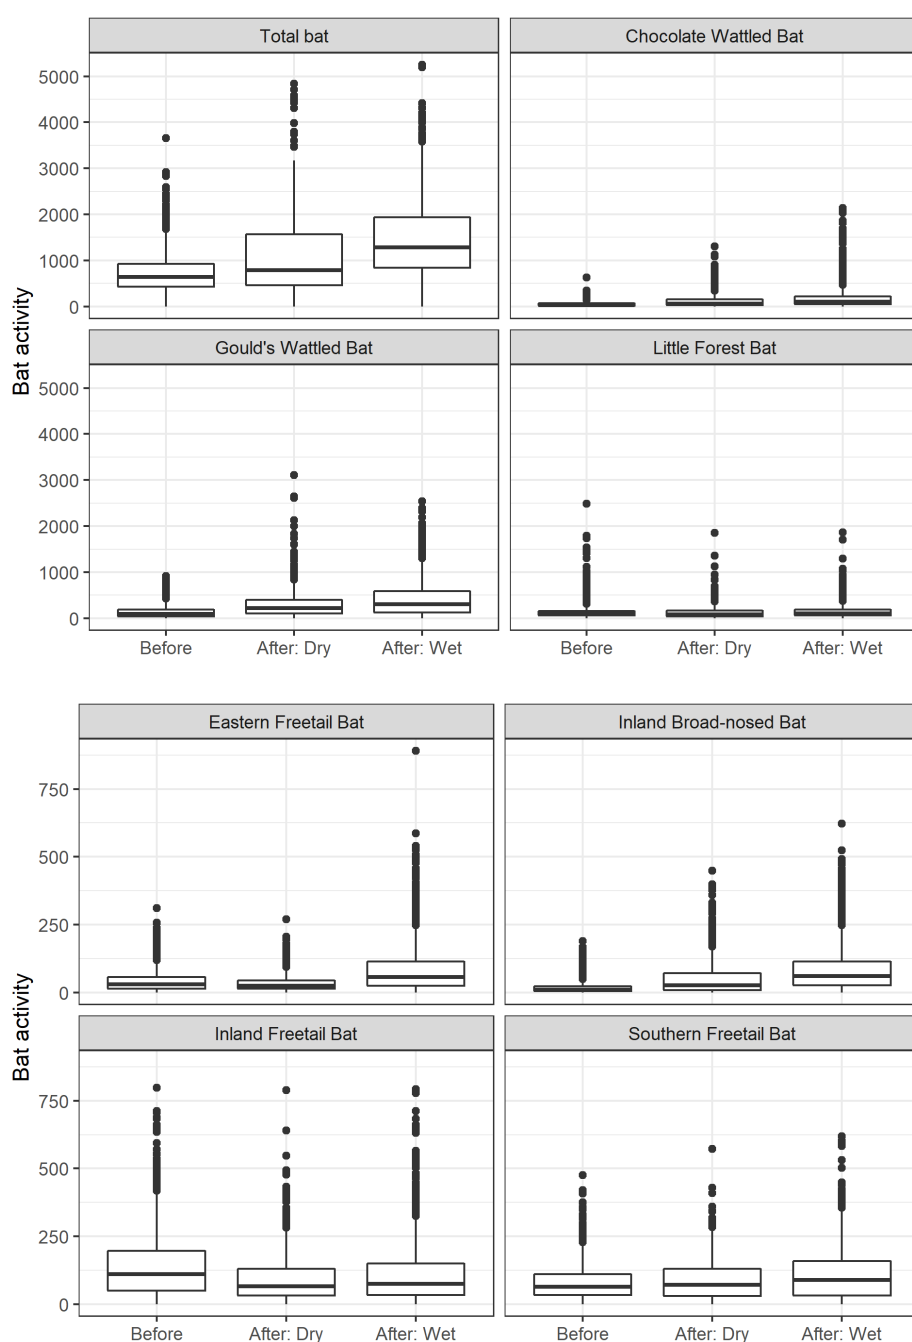 Total bat
Chocolate Wattled Bat
5000
4000
3000
2000
1000
0
Gould's Wattled Bat
Little Forest Bat
5000
4000
3000
2000
1000
0
Before
After: Dry
After: Wet
Before
After: Dry
After: Wet
Bat activity
Eastern Freetail Bat
Inland Broad-nosed Bat
750
500
250
0
Inland Freetail Bat
Southern Freetail Bat
750
500
250
0
Before
After: Dry
After: Wet
Before
After: Dry
After: Wet
Bat activity